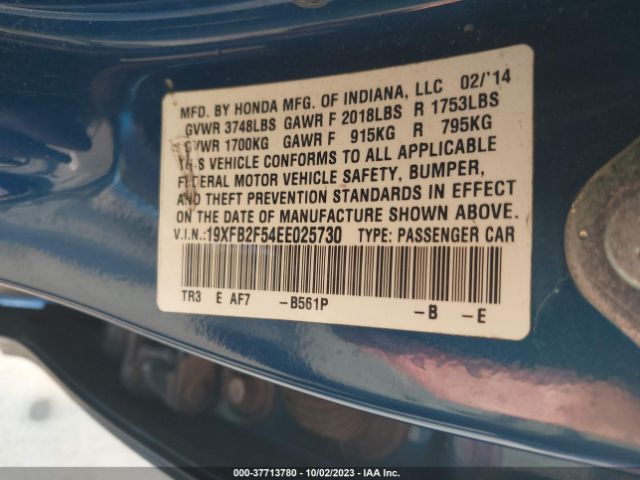 MFD. BY HONDA MFG. OF INDIANA, LLC 02/'14
GVWR 3748LBS GAWR F 2018LBS R 1753LBS
GVWR 1700KG GAWR F 915KG R 795KG
THIS VEHICLE CONFORMS TO ALL APPLICABLE
FEDERAL MOTOR VEHICLE SAFETY, BUMPER,
AND THEFT PREVENTION STANDARDS IN EFFECT
ON THE DATE OF MANUFACTURE SHOWN ABOVE.
V.I.N.:19XFB2F54EE025730 TYPE: PASSENGER CAR
TR3 E AF7 -B561P -B -E
000-37713780 - 10/02/2023 - IAA Inc.